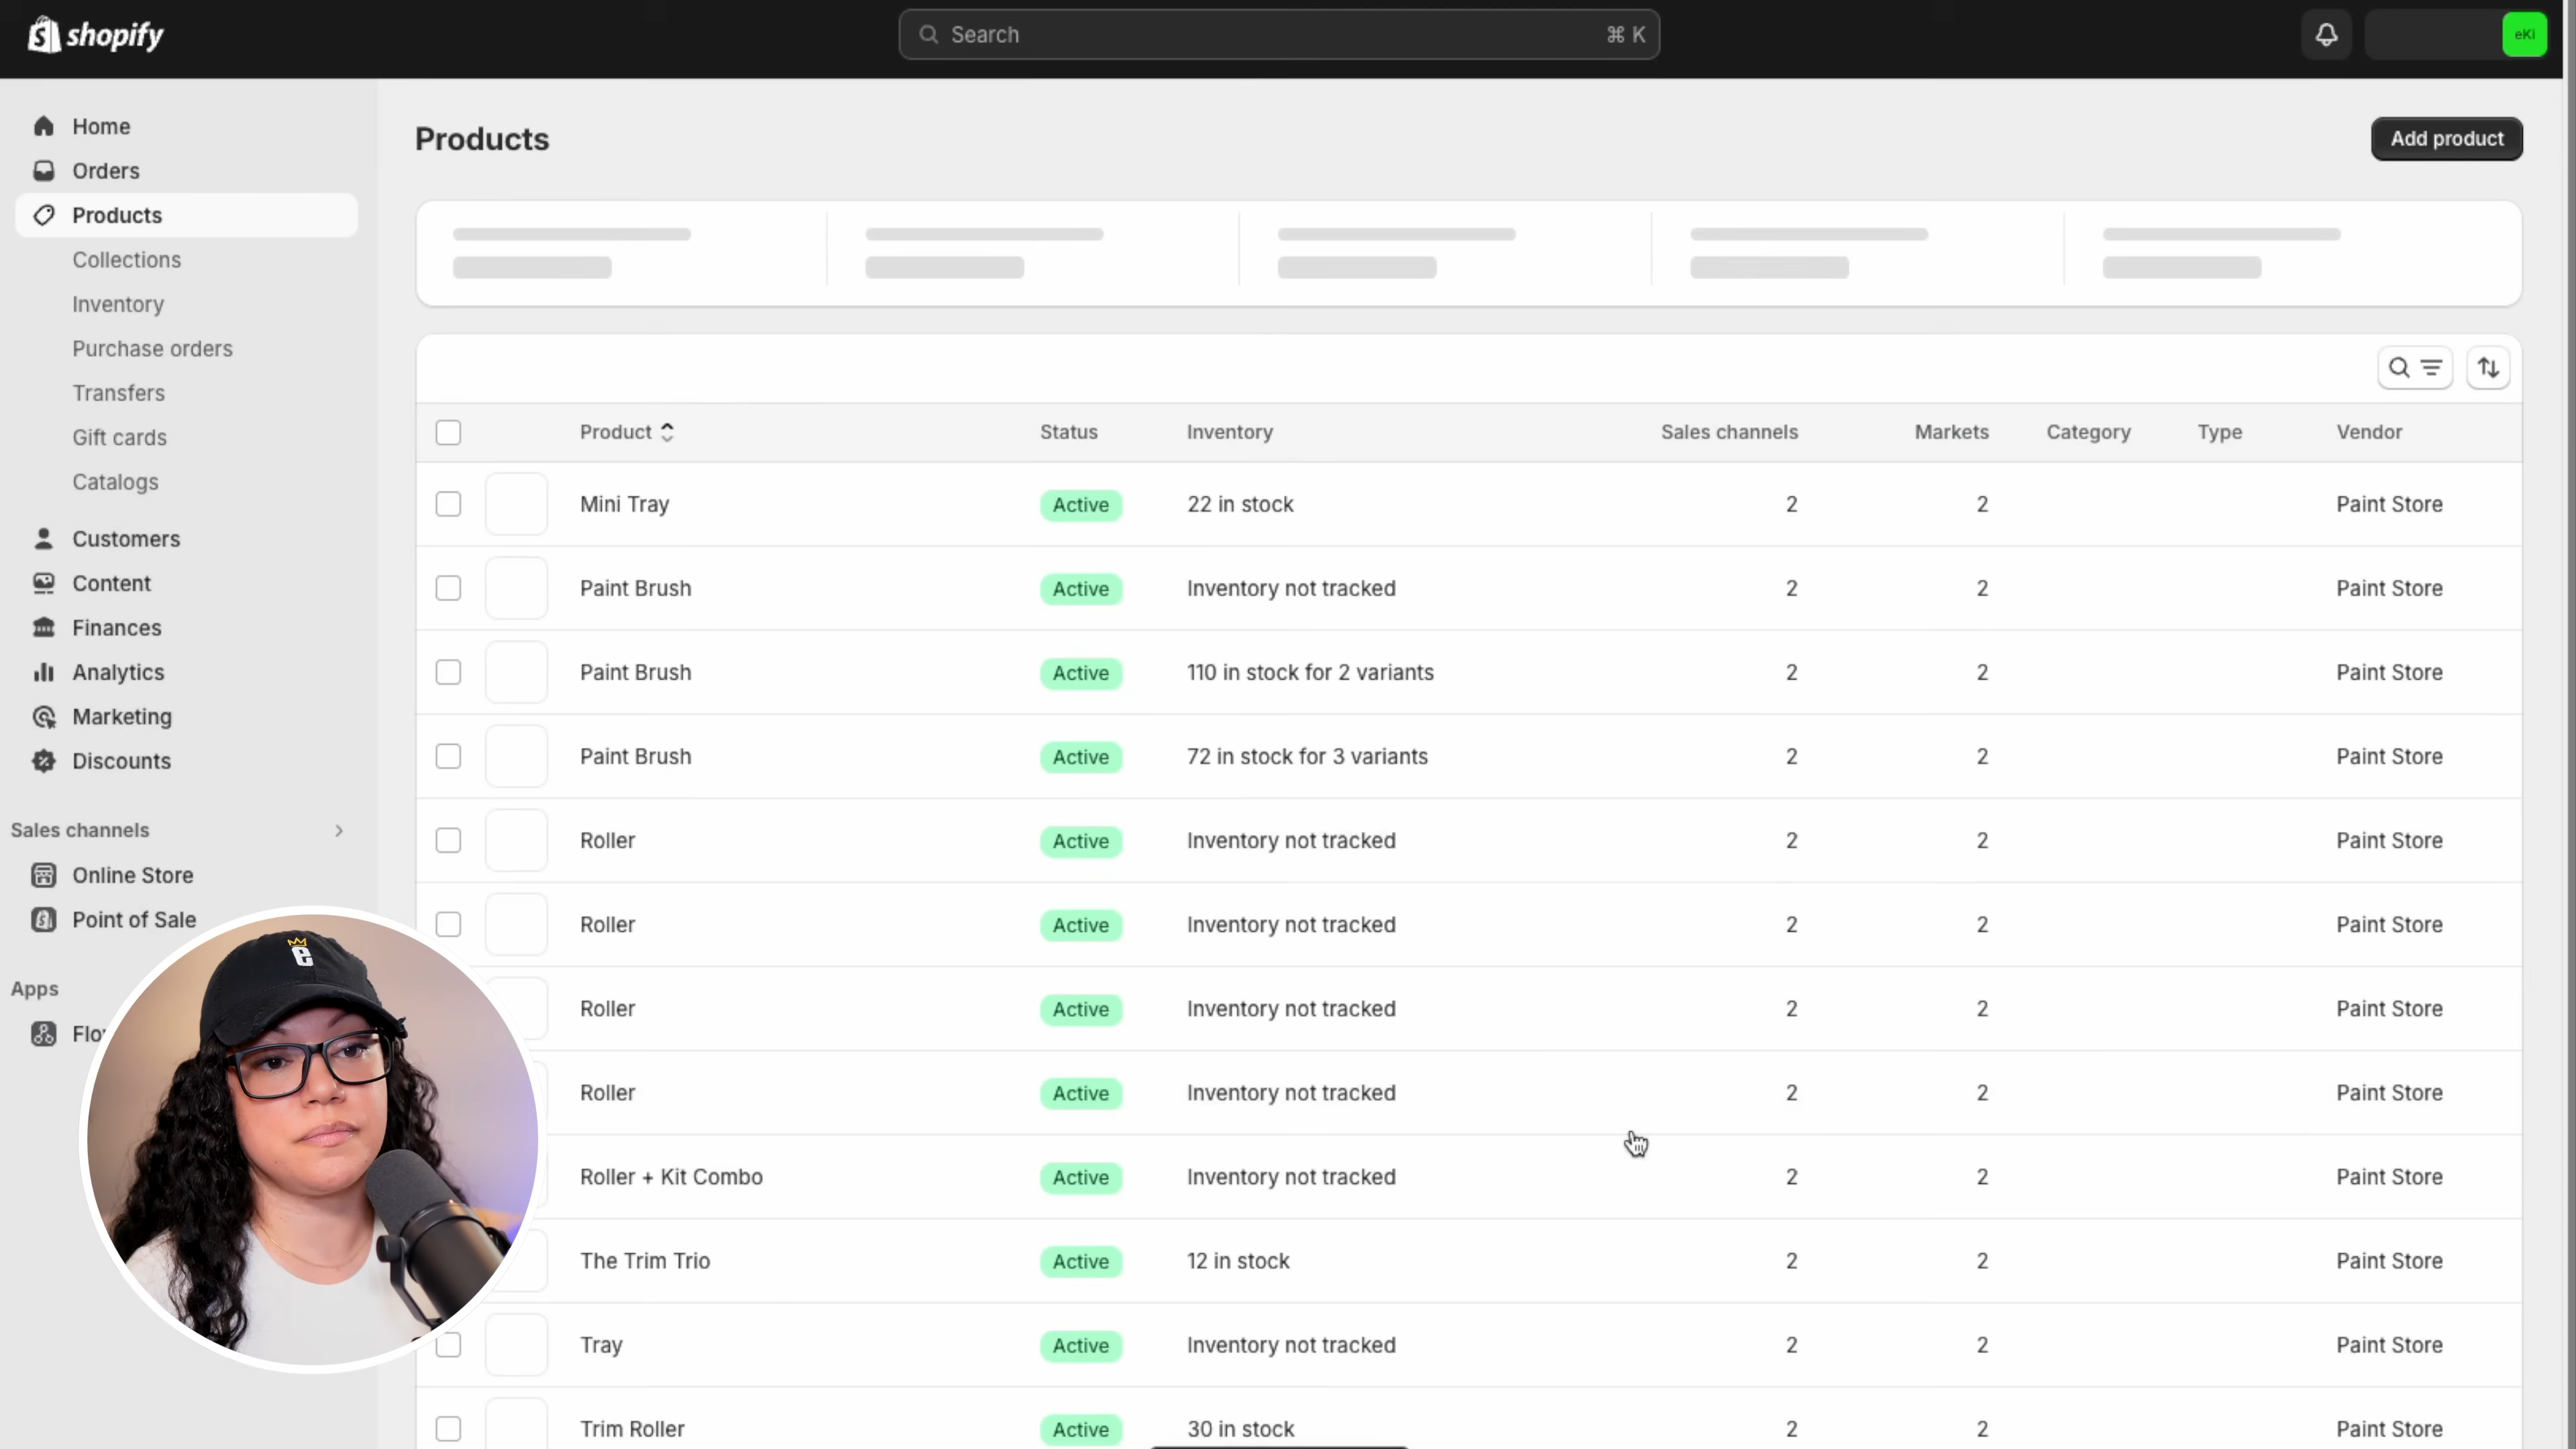 shopify
Search
⌘ K
eKi
Home
Orders
Products
Collections
Inventory
Purchase orders
Transfers
Gift cards
Catalogs
Customers
Content
Finances
Analytics
Marketing
Discounts
Sales channels
Online Store
Point of Sale
Apps
Flo
e
Products
Add product
Product Status Inventory Sales channels Markets Category Type Vendor
Mini Tray Active 22 in stock 2 2 Paint Store
Paint Brush Active Inventory not tracked 2 2 Paint Store
Paint Brush Active 110 in stock for 2 variants 2 2 Paint Store
Paint Brush Active 72 in stock for 3 variants 2 2 Paint Store
Roller Active Inventory not tracked 2 2 Paint Store
Roller Active Inventory not tracked 2 2 Paint Store
Roller Active Inventory not tracked 2 2 Paint Store
Roller Active Inventory not tracked 2 2 Paint Store
Roller + Kit Combo Active Inventory not tracked 2 2 Paint Store
The Trim Trio Active 12 in stock 2 2 Paint Store
Tray Active Inventory not tracked 2 2 Paint Store
Trim Roller Active 30 in stock 2 2 Paint Store